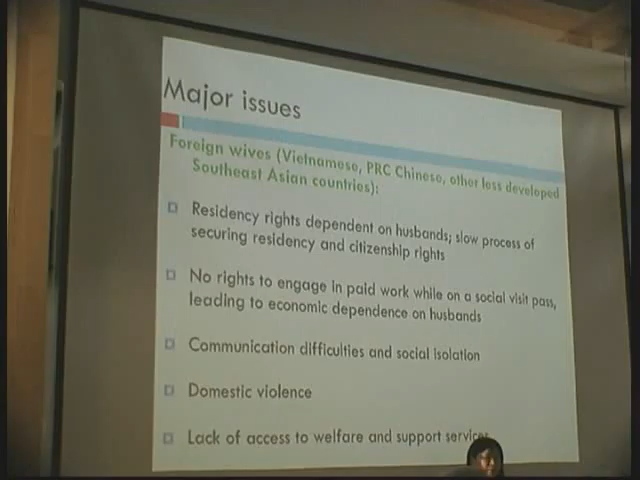 Major issues
Foreign wives (Vietnamese, PRC Chinese, other less developed
Southeast Asian countries):
Residency rights dependent on husbands; slow process of
securing residency and citizenship rights
No rights to engage in paid work while on a social visit pass,
leading to economic dependence on husbands
Communication difficulties and social isolation
Domestic violence
Lack of access to welfare and support services